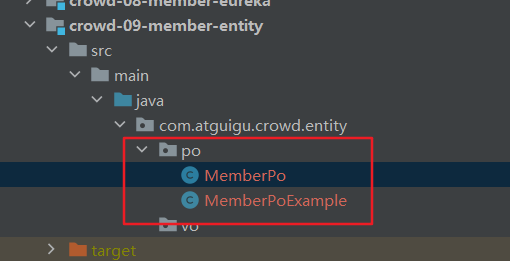 crowd-08-member-eureka
crowd-09-member-entity
src
main
java
com.atguigu.crowd.entity
po
C MemberPo
C MemberPoExample
vo
target